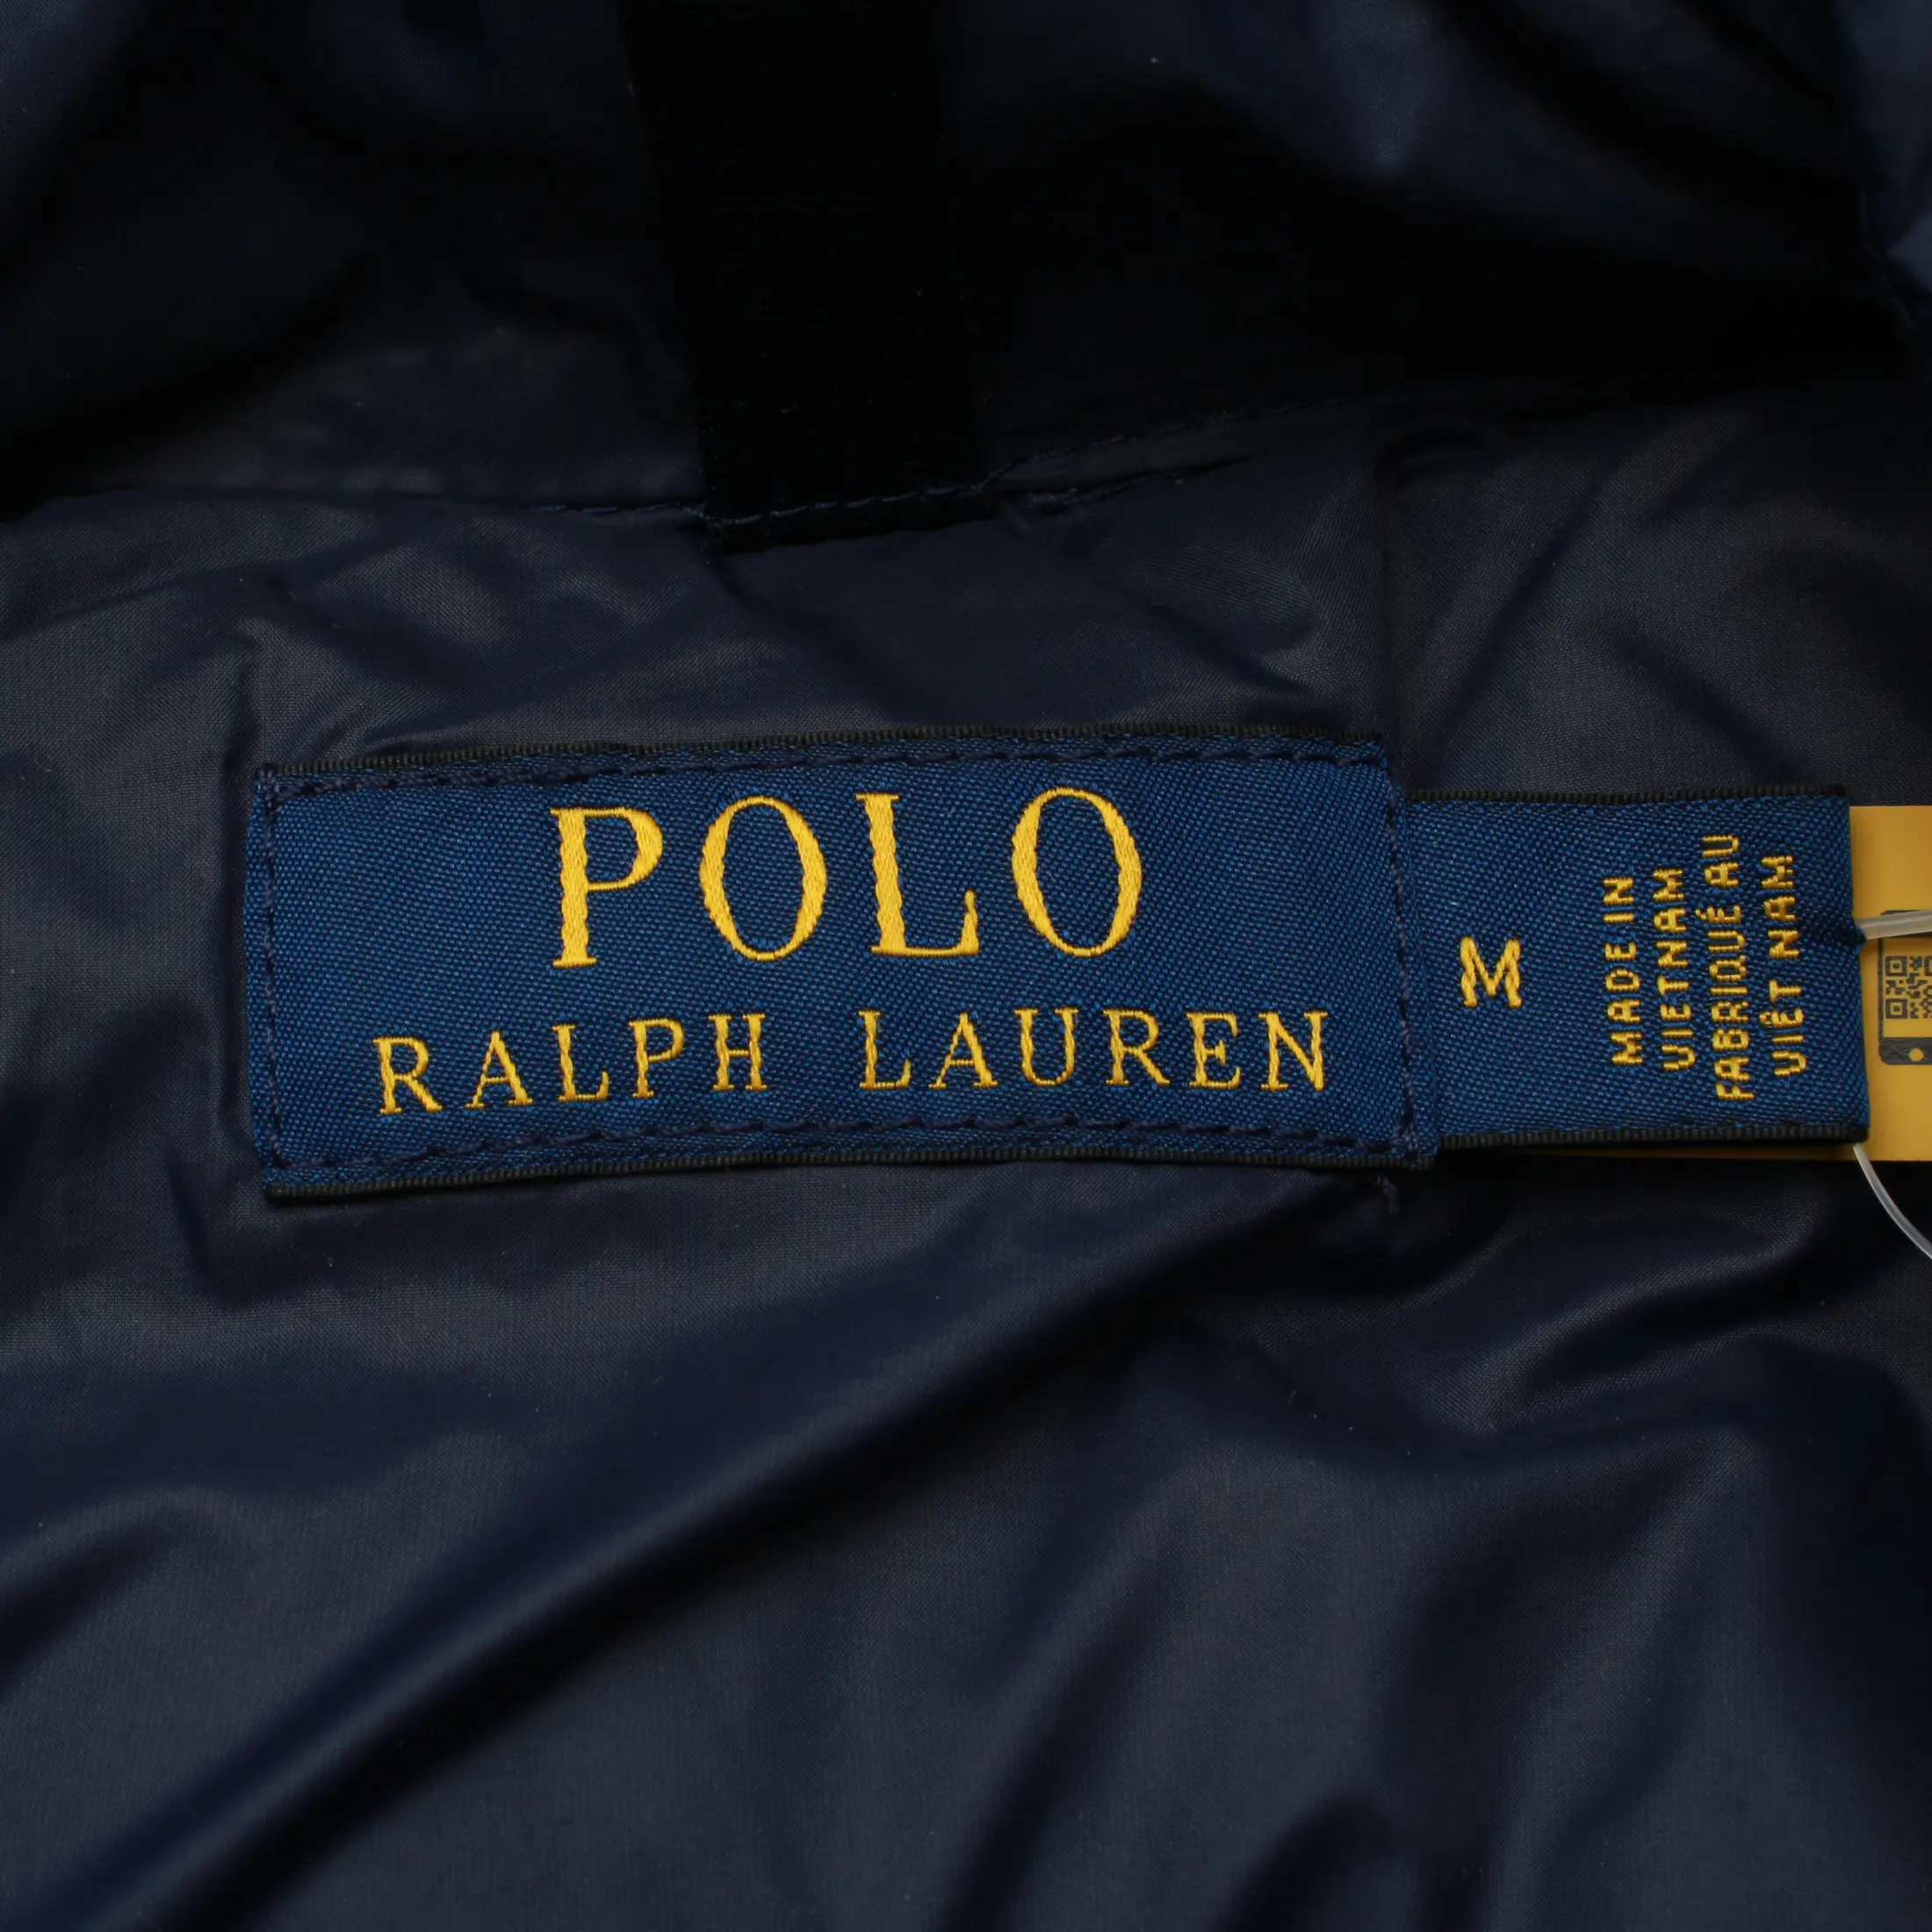 POLO
RALPH LAUREN
M
MADE IN
VIETNAM
FABRIQUÉ AU
VIÊT NAM